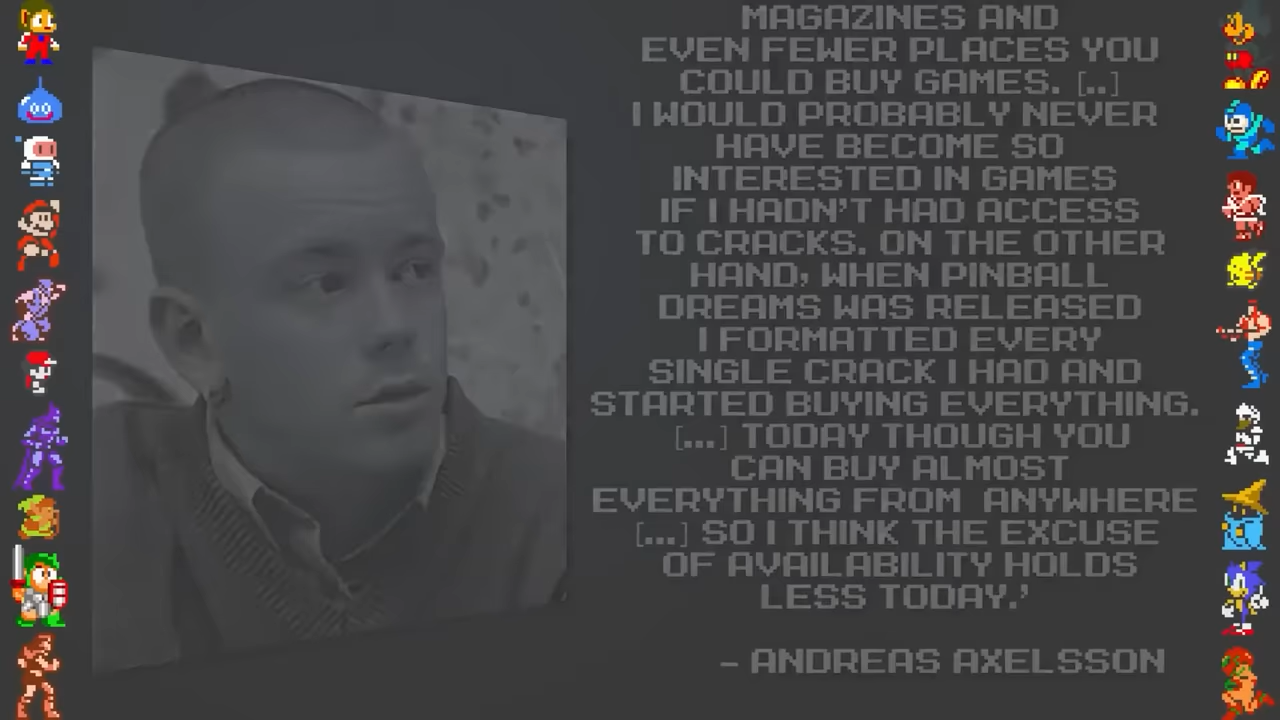 MAGAZINES AND
EVEN FEWER PLACES YOU
COULD BUY GAMES. [..]
I WOULD PROBABLY NEVER
HAVE BECOME SO
INTERESTED IN GAMES
IF I HADN'T HAD ACCESS
TO CRACKS. ON THE OTHER
HAND, WHEN PINBALL
DREAMS WAS RELEASED
I FORMATTED EVERY
SINGLE CRACK I HAD AND
STARTED BUYING EVERYTHING.
[...] TODAY THOUGH YOU
CAN BUY ALMOST
EVERYTHING FROM  ANYWHERE
[...] SO I THINK THE EXCUSE
OF AVAILABILITY HOLDS
LESS TODAY.'
- ANDREAS AXELSSON